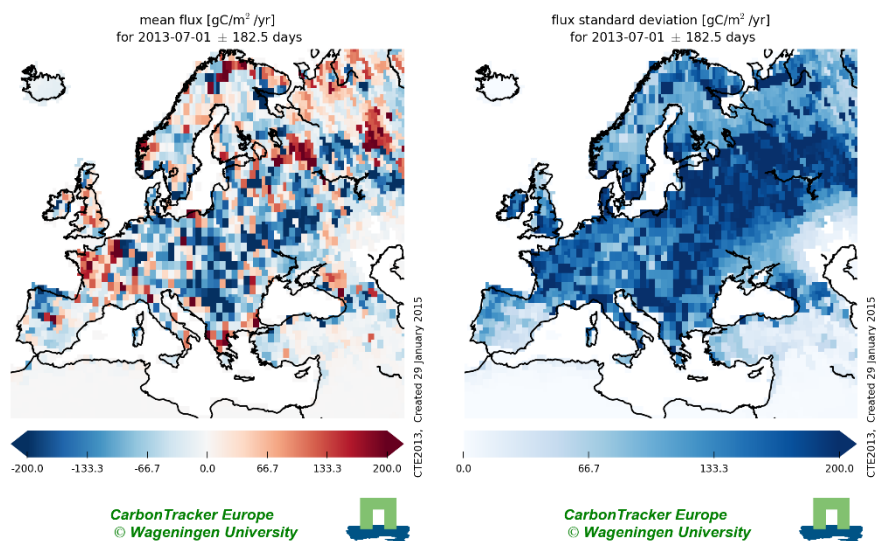 mean flux [gC/m² /yr]
for 2013-07-01 ± 182.5 days
flux standard deviation [gC/m² /yr]
for 2013-07-01 ± 182.5 days
CTE2013, Created 29 January 2015
CTE2013, Created 29 January 2015
-200.0 -133.3 -66.7 0.0 66.7 133.3 200.0
0.0 66.7 133.3 200.0
CarbonTracker Europe
© Wageningen University
CarbonTracker Europe
© Wageningen University